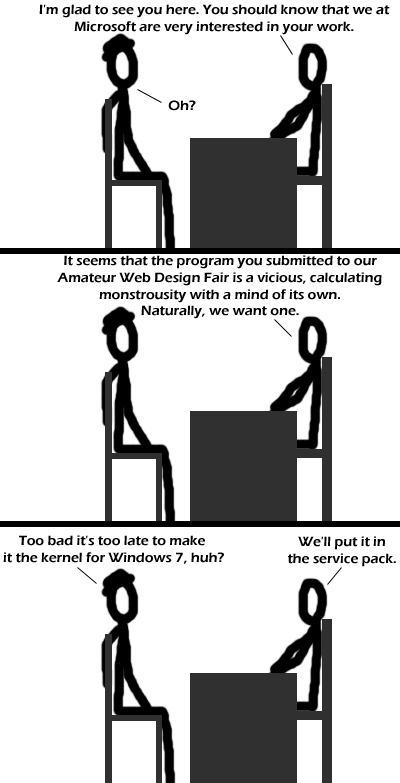 I'm glad to see you here. You should know that we at
Microsoft are very interested in your work.
Oh?
It seems that the program you submitted to our
Amateur Web Design Fair is a vicious, calculating
monstrousity with a mind of its own.
Naturally, we want one.
Too bad it's too late to make
it the kernel for Windows 7, huh?
We'll put it in
the service pack.